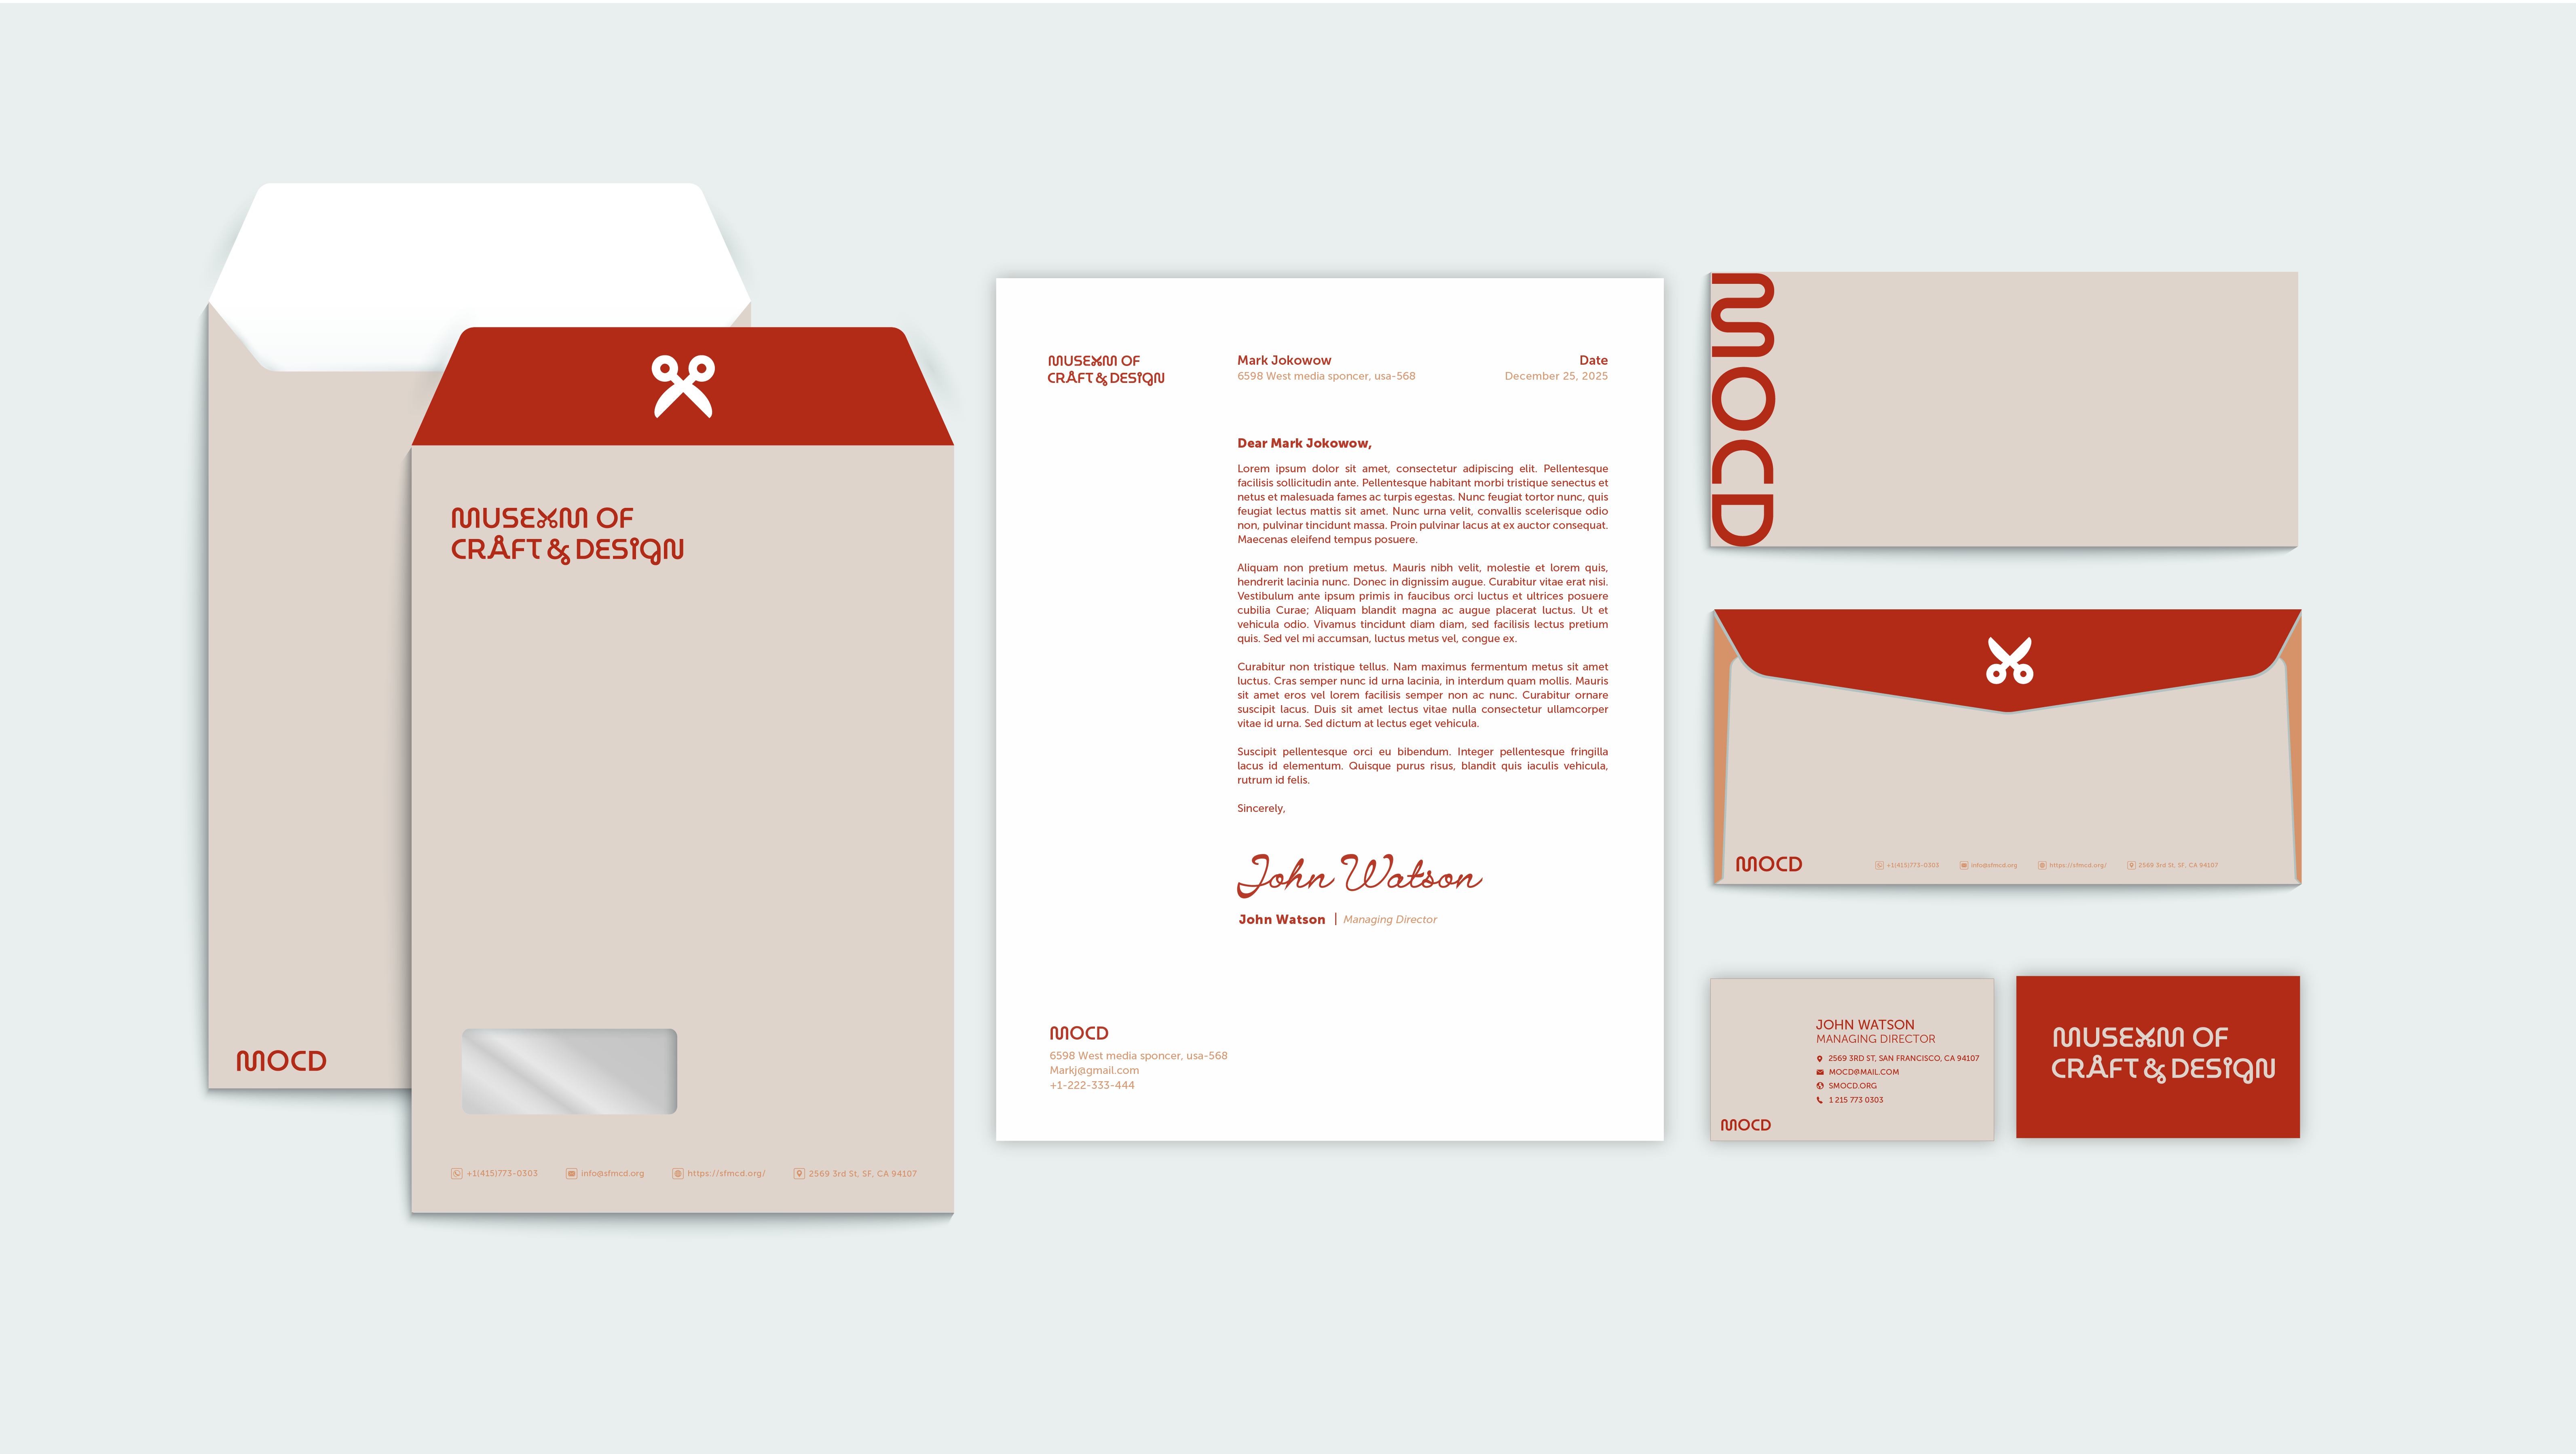 MOCD
MUSEUM OF
CRAFT & DESIGN
+1(415)773-0303
info@sfmcd.org
https://sfmcd.org/
2569 3rd St, SF, CA 94107
MUSEUM OF
CRAFT & DESIGN
Mark Jokowow
6598 West media sponcer, usa-568
Date
December 25, 2025
Dear Mark Jokowow,
Lorem ipsum dolor sit amet, consectetur adipiscing elit. Pellentesque
facilisis sollicitudin ante. Pellentesque habitant morbi tristique senectus et
netus et malesuada fames ac turpis egestas. Nunc feugiat tortor nunc, quis
feugiat lectus mattis sit amet. Nunc urna velit, convallis scelerisque odio
non, pulvinar tincidunt massa. Proin pulvinar lacus at ex auctor consequat.
Maecenas eleifend tempus posuere.
Aliquam non pretium metus. Mauris nibh velit, molestie et lorem quis,
hendrerit lacinia nunc. Donec in dignissim augue. Curabitur vitae erat nisi.
Vestibulum ante ipsum primis in faucibus orci luctus et ultrices posuere
cubilia Curae; Aliquam blandit magna ac augue placerat luctus. Ut et
vehicula odio. Vivamus tincidunt diam diam, sed facilisis lectus pretium
quis. Sed vel mi accumsan, luctus metus vel, congue ex.
Curabitur non tristique tellus. Nam maximus fermentum metus sit amet
luctus. Cras semper nunc id urna lacinia, in interdum quam mollis. Mauris
sit amet eros vel lorem facilisis semper non ac nunc. Curabitur ornare
suscipit lacus. Duis sit amet lectus vitae nulla consectetur ullamcorper
vitae id urna. Sed dictum at lectus eget vehicula.
Suscipit pellentesque orci eu bibendum. Integer pellentesque fringilla
lacus id elementum. Quisque purus risus, blandit quis iaculis vehicula,
rutrum id felis.
Sincerely,
John Watson
John Watson | Managing Director
MOCD
6598 West media sponcer, usa-568
Markj@gmail.com
+1-222-333-444
MOCD
MOCD
+1(415)773-0303
info@sfmcd.org
https://sfmcd.org/
2569 3rd St, SF, CA 94107
JOHN WATSON
MANAGING DIRECTOR
2569 3RD ST, SAN FRANCISCO, CA 94107
MOCD@MAIL.COM
SMOCD.ORG
1 215 773 0303
MOCD
MUSEUM OF
CRAFT & DESIGN